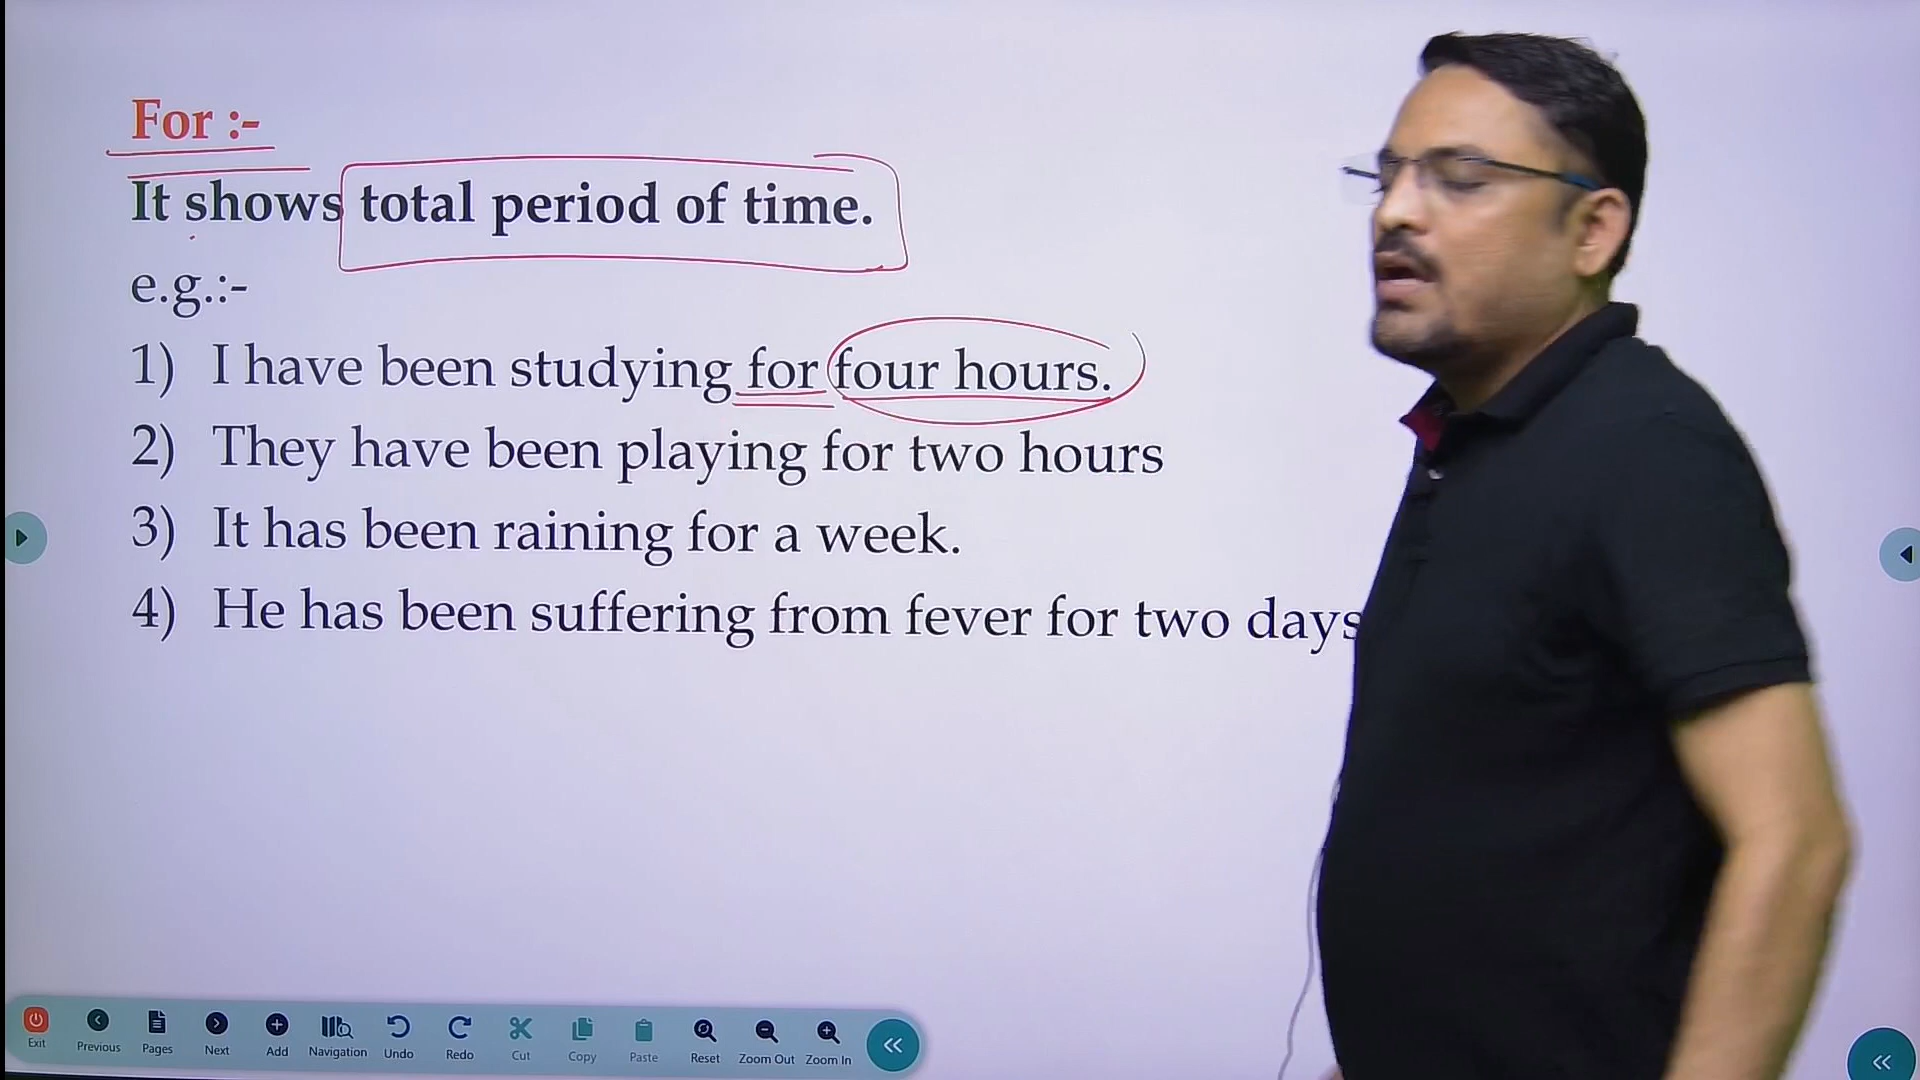 For :-
It shows total period of time.
e.g.:-
1) I have been studying for four hours.
2) They have been playing for two hours
3) It has been raining for a week.
4) He has been suffering from fever for two days
Exit Previous Pages Next Add Navigation Undo Redo Cut Copy Paste Reset Zoom Out Zoom In